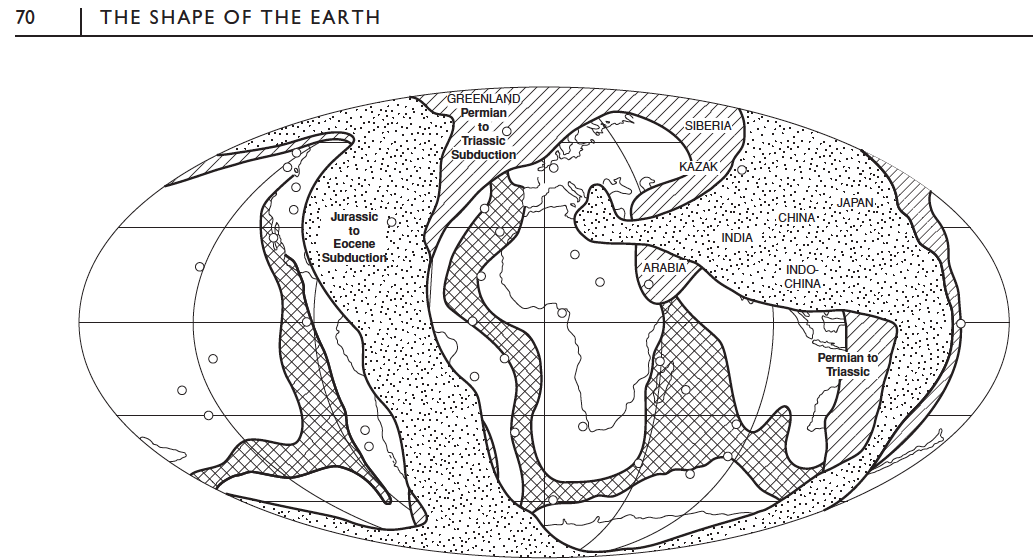 70 THE SHAPE OF THE EARTH
GREENLAND
Permian
to
Triassic
Subduction
SIBERIA
KAZAK
JAPAN
CHINA
INDIA
Jurassic
to
Eocene
Subduction
ARABIA
INDO-
CHINA
Permian to
Triassic